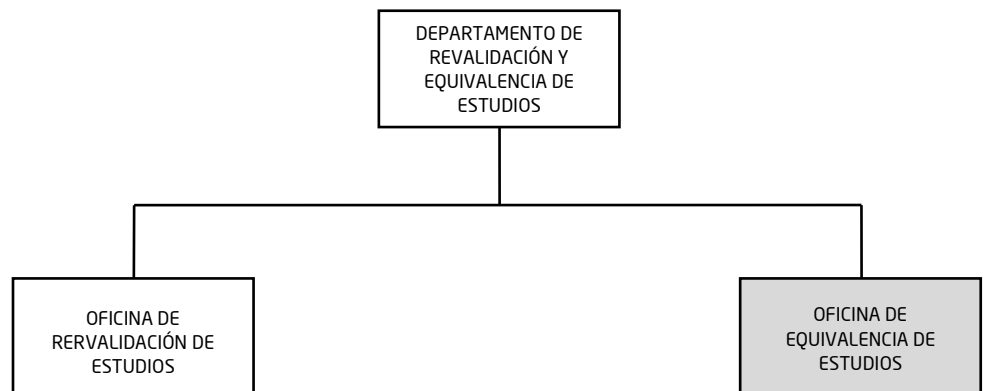 DEPARTAMENTO DE
REVALIDACIÓN Y
EQUIVALENCIA DE
ESTUDIOS
OFICINA DE
RERVALIDACIÓN DE
ESTUDIOS
OFICINA DE
EQUIVALENCIA DE
ESTUDIOS